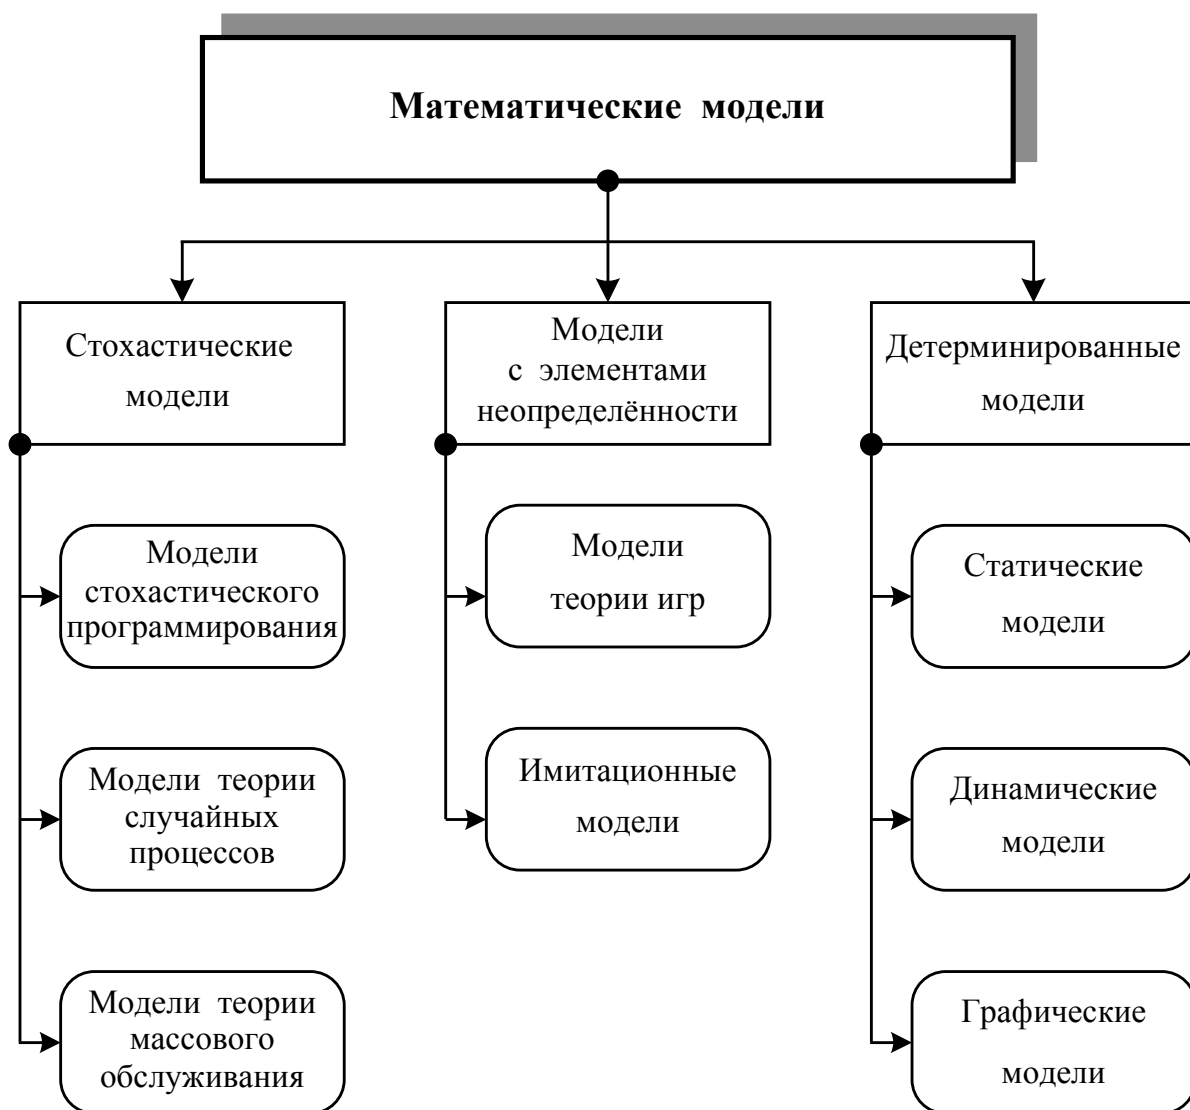 Математические модели
Стохастические
модели
Модели
с элементами
неопределённости
Детерминированные
модели
Модели
стохастического
программирования
Модели теории
случайных
процессов
Модели теории
массового
обслуживания
Модели
теории игр
Имитационные
модели
Статические
модели
Динамические
модели
Графические
модели